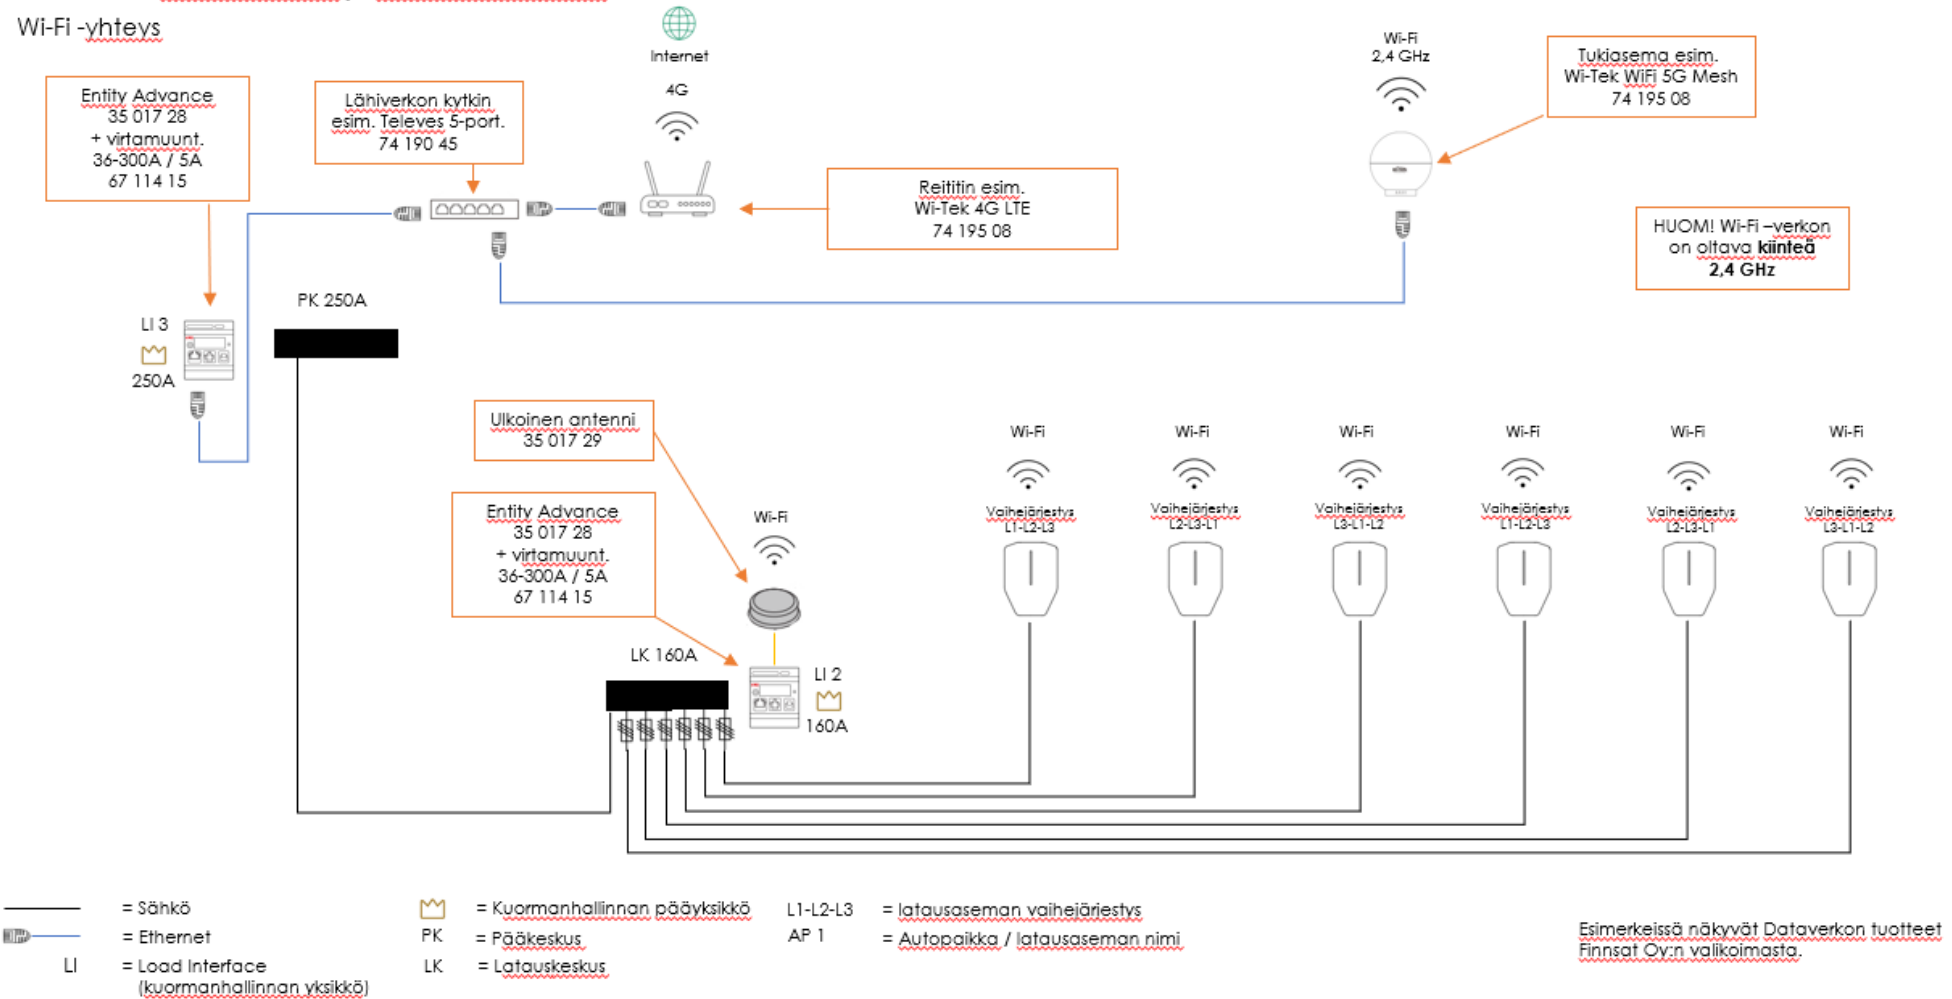 Wi-Fi -yhteys
Internet
4G
Wi-Fi
2,4 GHz
Tukiasema esim.
Wi-Tek WiFi 5G Mesh
74 195 08
Entity Advance
35 017 28
+ virtamuunt.
36-300A / 5A
67 114 15
Lähiverkon kytkin
esim. Televes 5-port.
74 190 45
Reititin esim.
Wi-Tek 4G LTE
74 195 08
HUOM! Wi-Fi –verkon
on oltava kiinteä
2,4 GHz
PK 250A
LI 3
250A
Ulkoinen antenni
35 017 29
Entity Advance
35 017 28
+ virtamuunt.
36-300A / 5A
67 114 15
Wi-Fi
LK 160A
LI 2
160A
Wi-Fi
Vaihejärjestys
L1-L2-L3
Wi-Fi
Vaihejärjestys
L2-L3-L1
Wi-Fi
Vaihejärjestys
L3-L1-L2
Wi-Fi
Vaihejärjestys
L1-L2-L3
Wi-Fi
Vaihejärjestys
L2-L3-L1
Wi-Fi
Vaihejärjestys
L3-L1-L2
= Sähkö
= Ethernet
LI = Load Interface
(kuormanhallinnan yksikkö)
= Kuormanhallinnan pääyksikkö
PK = Pääkeskus
LK = Latauskeskus
L1-L2-L3 = latausaseman vaihejärjestys
AP 1 = Autopaikka / latausaseman nimi
Esimerkeissä näkyvät Dataverkon tuotteet
Finnsat Oy:n valikoimasta.